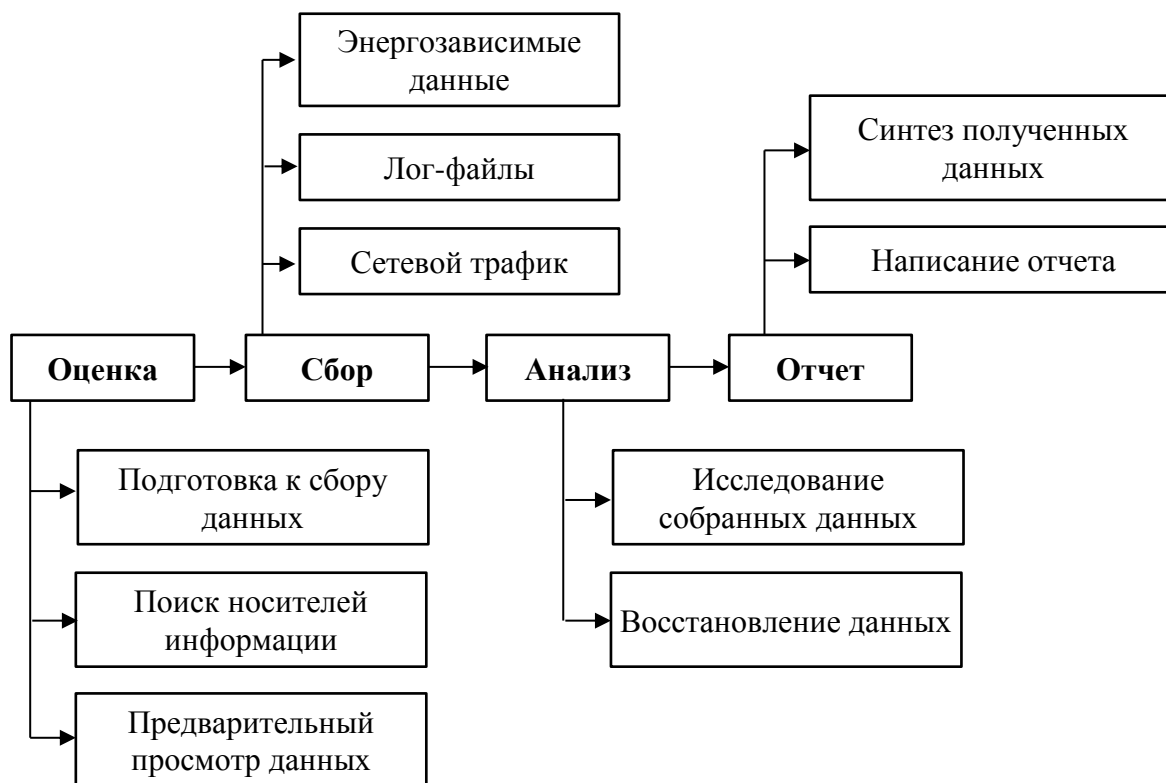 Энергозависимые
данные
Лог-файлы
Сетевой трафик
Синтез полученных
данных
Написание отчета
Оценка
Сбор
Анализ
Отчет
Подготовка к сбору
данных
Поиск носителей
информации
Предварительный
просмотр данных
Исследование
собранных данных
Восстановление данных